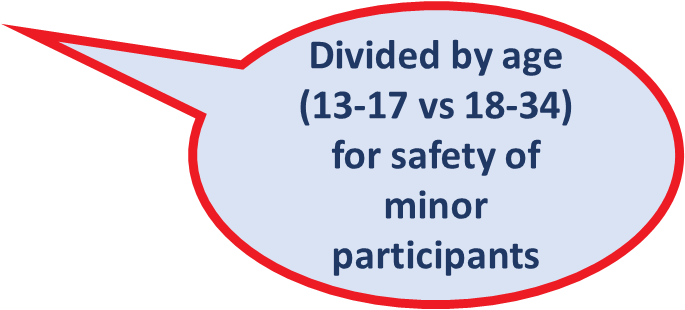 Divided by age
(13-17 vs 18-34)
for safety of
minor
participants